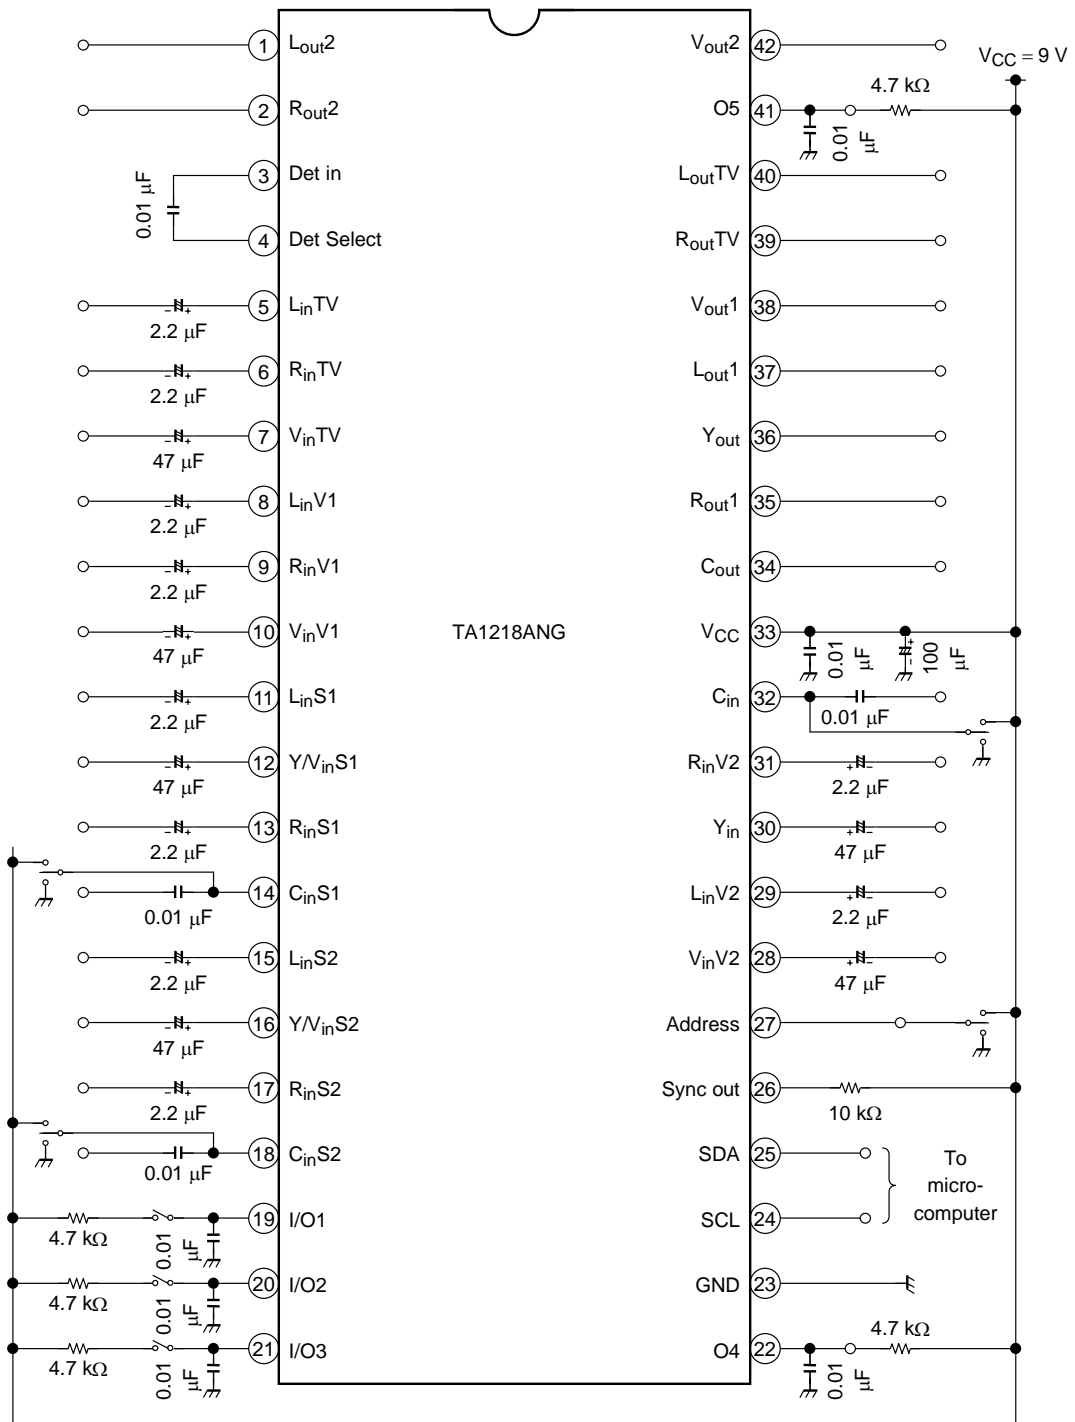 1 Lout2
2 Rout2
3 Det in
0.01 μF
4 Det Select
5 LinTV
2.2 μF
6 RinTV
2.2 μF
7 VinTV
47 μF
8 LinV1
2.2 μF
9 RinV1
2.2 μF
10 VinV1
47 μF
11 LinS1
2.2 μF
12 Y/VinS1
47 μF
13 RinS1
2.2 μF
14 CinS1
0.01 μF
15 LinS2
2.2 μF
16 Y/VinS2
47 μF
17 RinS2
2.2 μF
18 CinS2
0.01 μF
19 I/O1
4.7 kΩ
0.01 μF
20 I/O2
4.7 kΩ
0.01 μF
21 I/O3
4.7 kΩ
0.01 μF
TA1218ANG
Vout2 42
VCC = 9 V
4.7 kΩ
O5 41
0.01 μF
LoutTV 40
RoutTV 39
Vout1 38
Lout1 37
Yout 36
Rout1 35
Cout 34
VCC 33
0.01 μF
100 μF
Cin 32
0.01 μF
RinV2 31
2.2 μF
Yin 30
47 μF
LinV2 29
2.2 μF
VinV2 28
47 μF
Address 27
Sync out 26
10 kΩ
SDA 25
SCL 24
To
micro-
computer
GND 23
4.7 kΩ
O4 22
0.01 μF